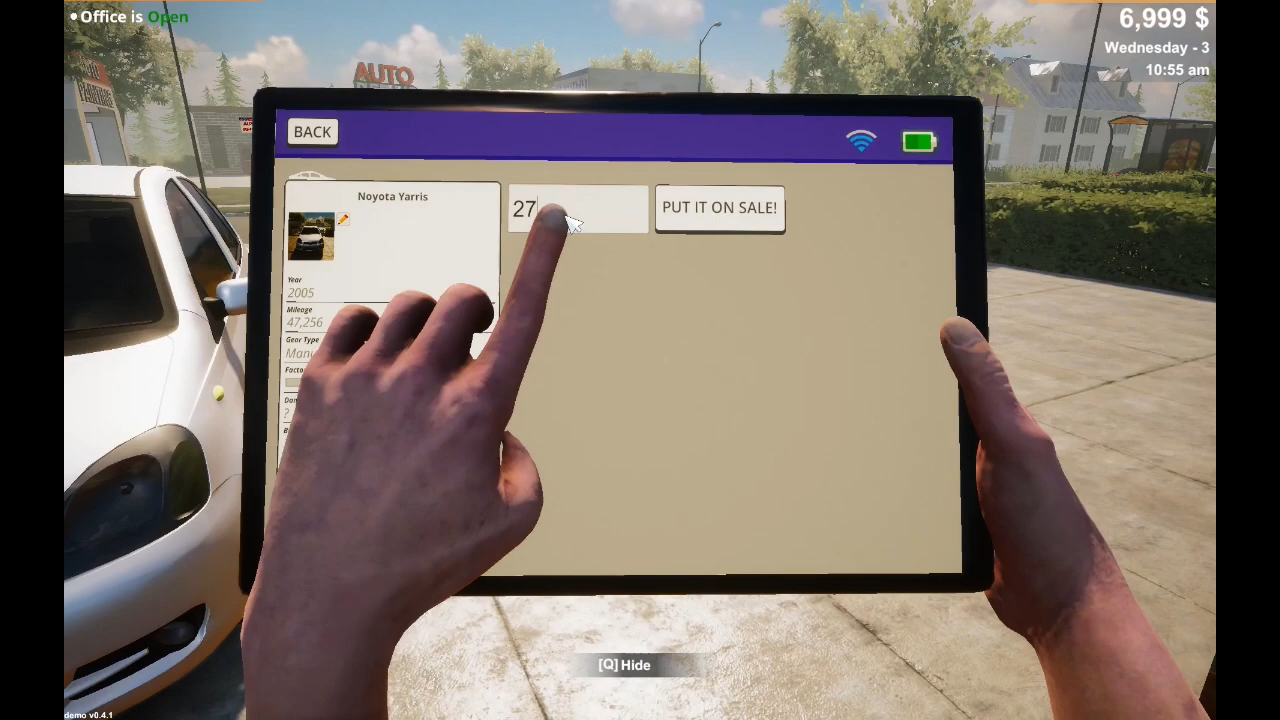 Office is Open
6,999 $
Wednesday - 3
10:55 am
AUTO
BACK
Noyota Yarris
27
PUT IT ON SALE!
Year
2005
Mileage
47,256
Gear Type
?
[Q] Hide
demo v0.4.1